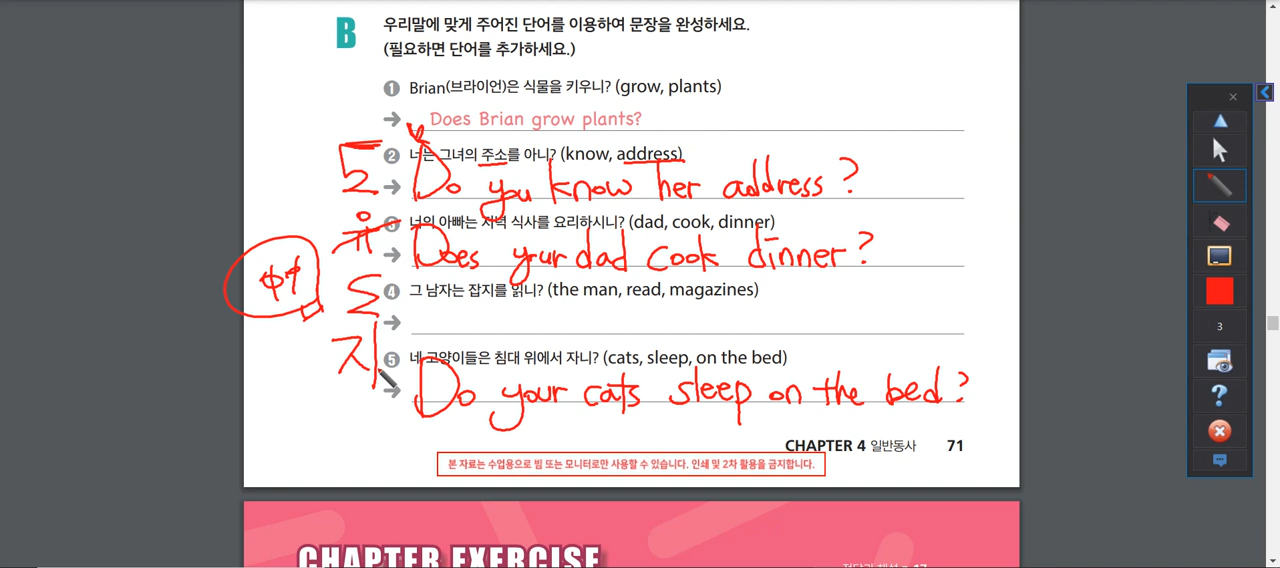 B 우리말에 맞게 주어진 단어를 이용하여 문장을 완성하세요.
(필요하면 단어를 추가하세요.)
1 Brian(브라이언)은 식물을 키우니? (grow, plants)
→ Does Brian grow plants?
2 너는 그녀의 주소를 아니? (know, address)
→ Do you know her address?
3 너의 아빠는 저녁 식사를 요리하시니? (dad, cook, dinner)
→ Does yur dad cook dinner?
4 그 남자는 잡지를 읽니? (the man, read, magazines)
→
5 네 고양이들은 침대 위에서 자니? (cats, sleep, on the bed)
→ Do your cats sleep on the bed?
CHAPTER 4 일반동사 71
본 자료는 수업용으로 빔 또는 모니터로만 사용할 수 있습니다. 인쇄 및 2차 활용을 금지합니다.
CHAPTER EXERCISE
3